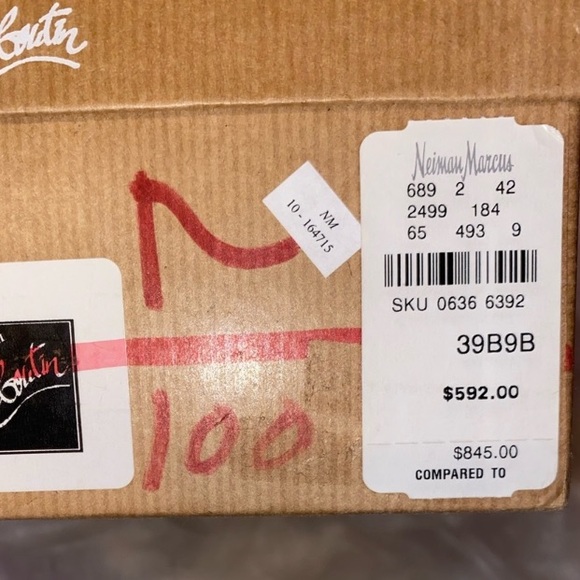 Neiman Marcus
689 2 42
2499 184
65 493 9
SKU 0636 6392
39B9B
$592.00
$845.00
COMPARED TO
NM
10 - 164715
100